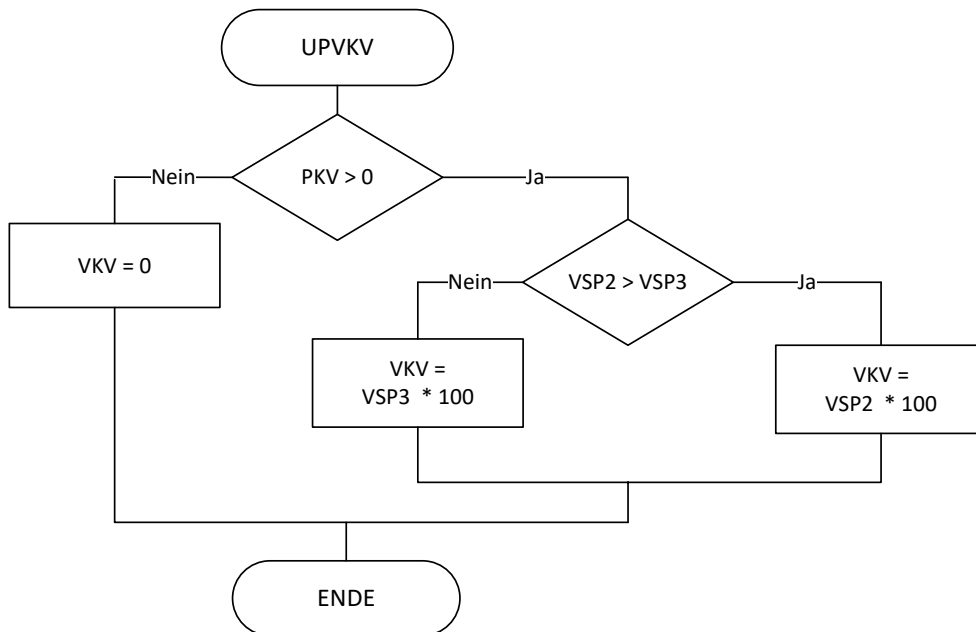 UPVKV
Nein
PKV > 0
Ja
VKV = 0
Nein
VSP2 > VSP3
Ja
VKV =
VSP3 * 100
VKV =
VSP2 * 100
ENDE